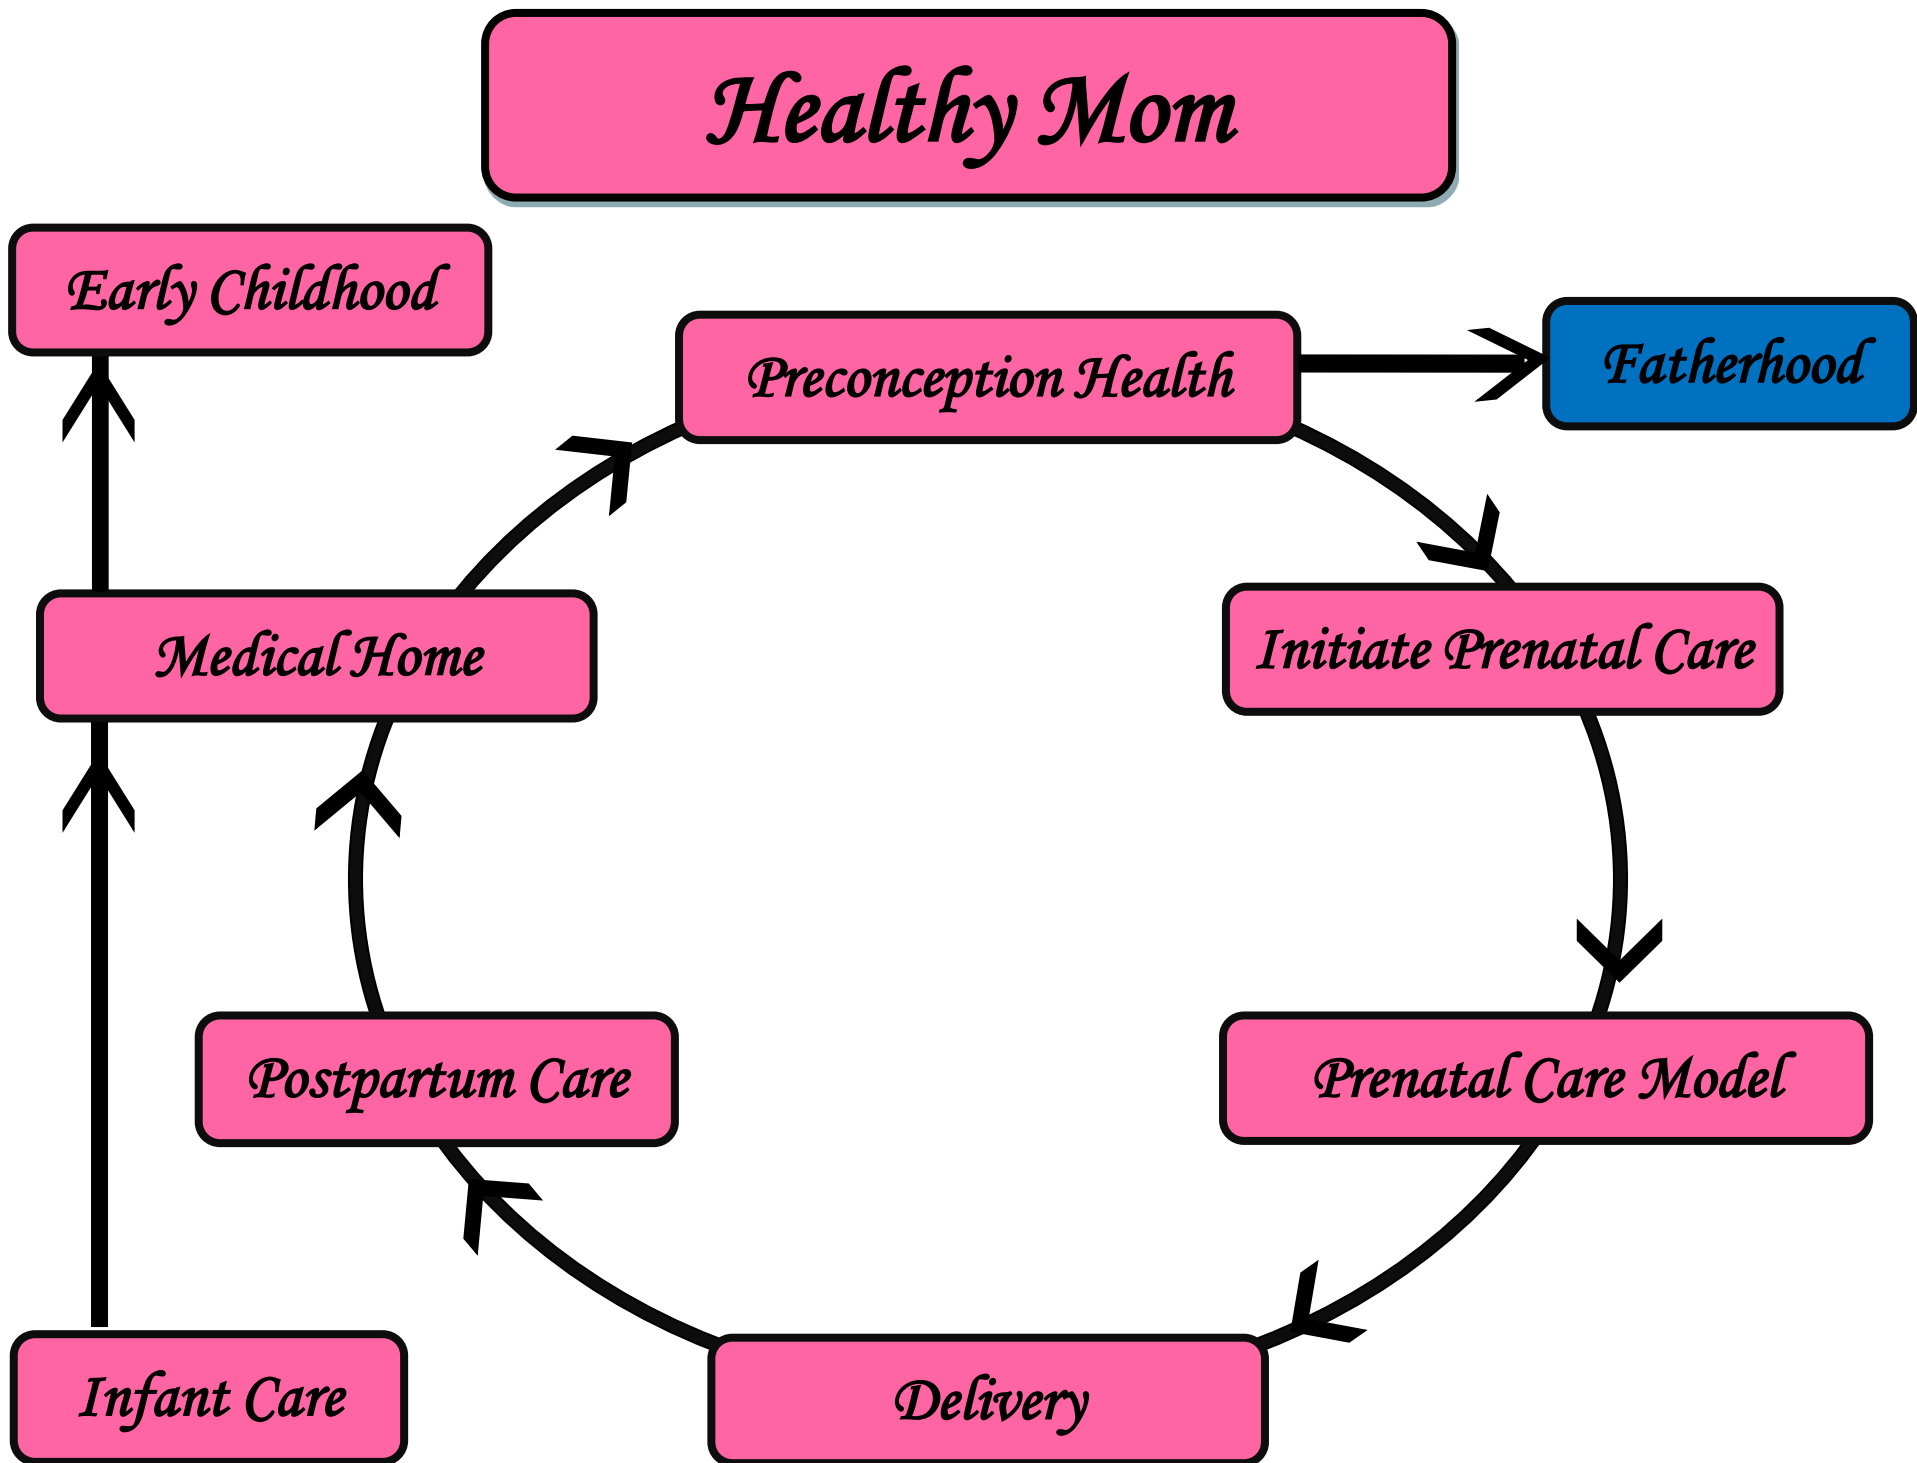 Healthy Mom
Early Childhood
Preconception Health
Fatherhood
Medical Home
Initiate Prenatal Care
Postpartum Care
Prenatal Care Model
Infant Care
Delivery